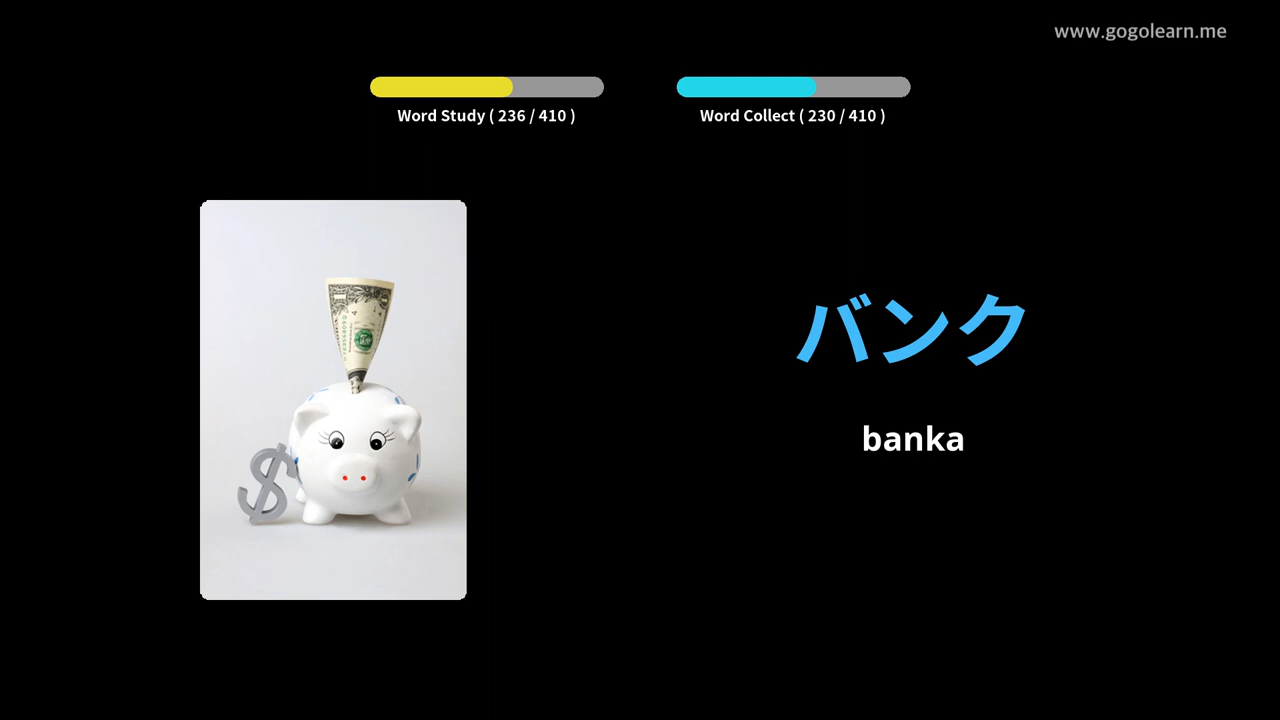 www.gogolearn.me
Word Study ( 236 / 410 )
Word Collect ( 230 / 410 )
バンク
banka
$